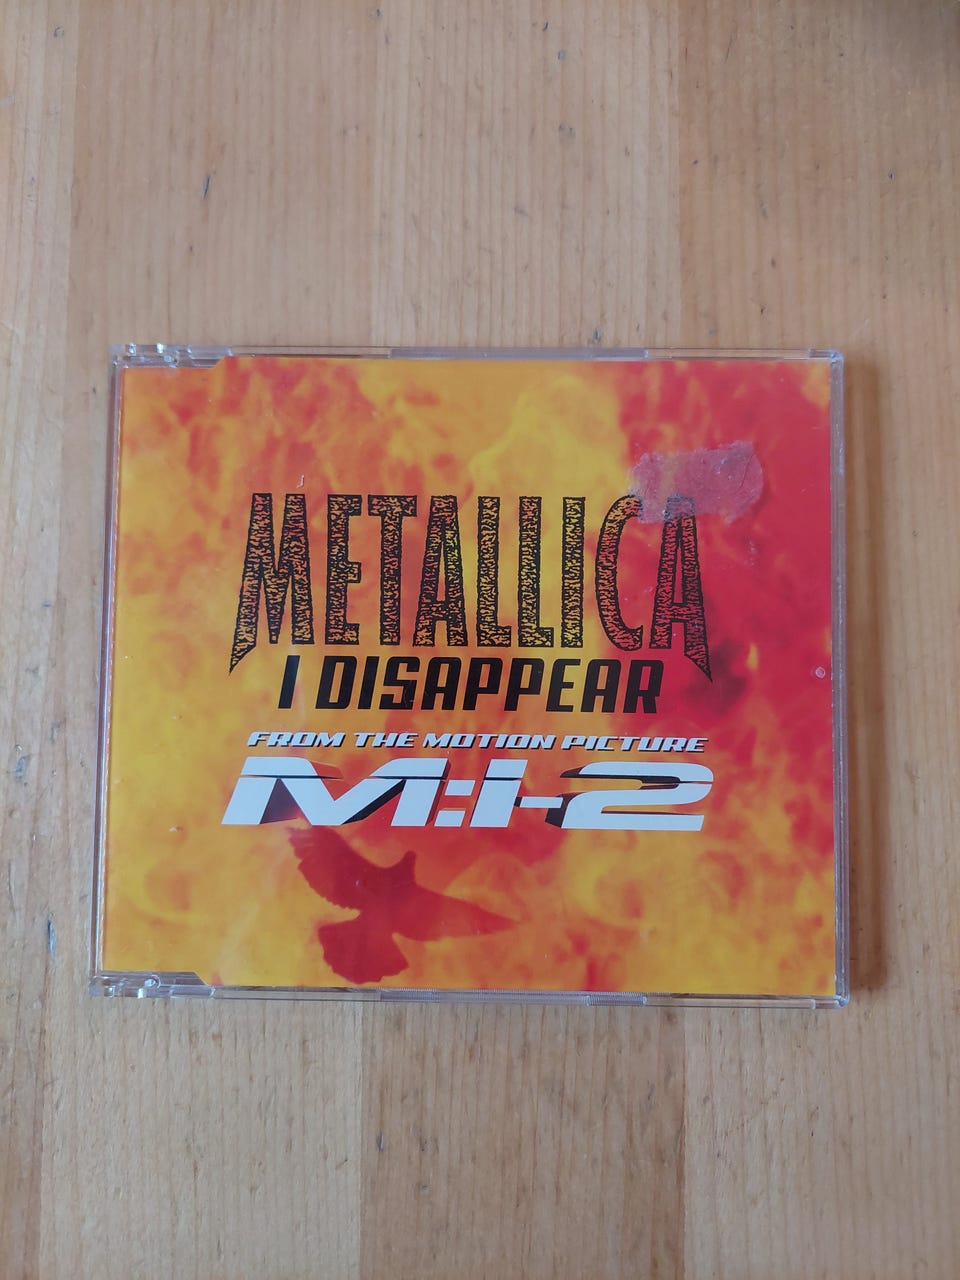 METALLICA
I DISAPPEAR
FROM THE MOTION PICTURE
M:I-2